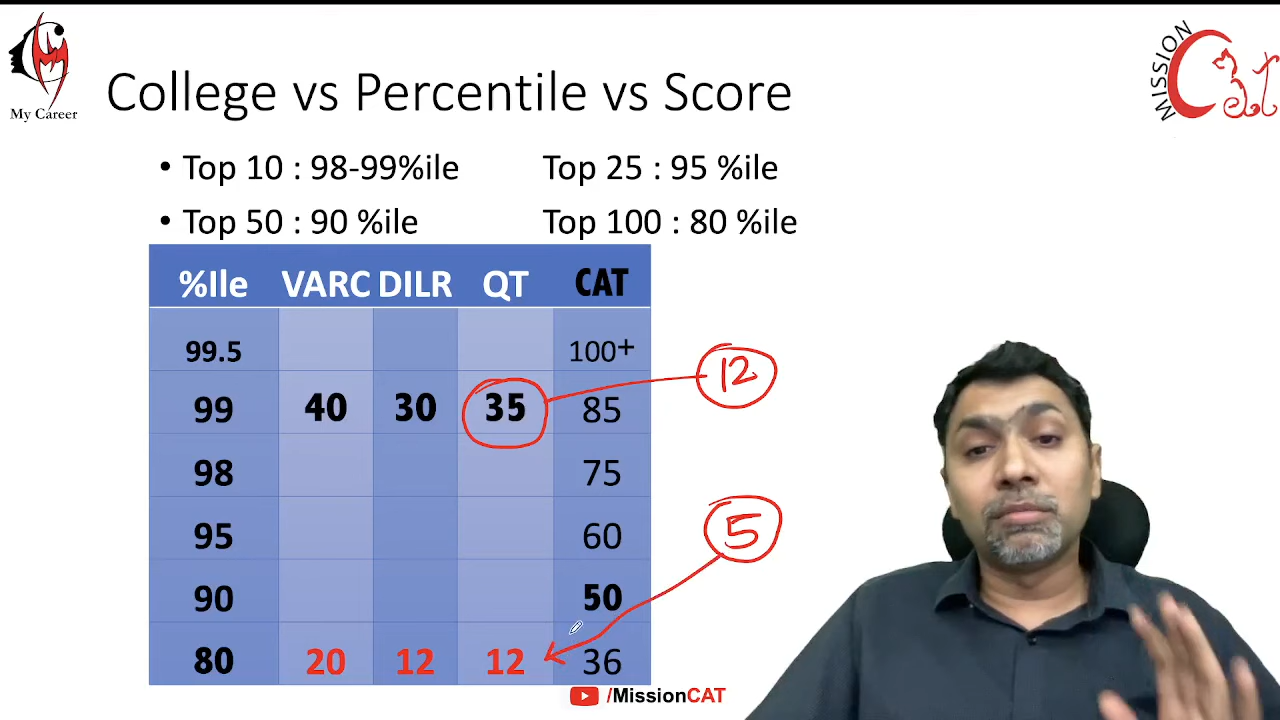 My Career
MISSION
Cat
College vs Percentile vs Score
• Top 10 : 98-99%ile Top 25 : 95 %ile
• Top 50 : 90 %ile Top 100 : 80 %ile
%Ile VARC DILR QT CAT
99.5 100+
99 40 30 35 85
12
98 75
95 60
5
90 50
80 20 12 12 36
/MissionCAT